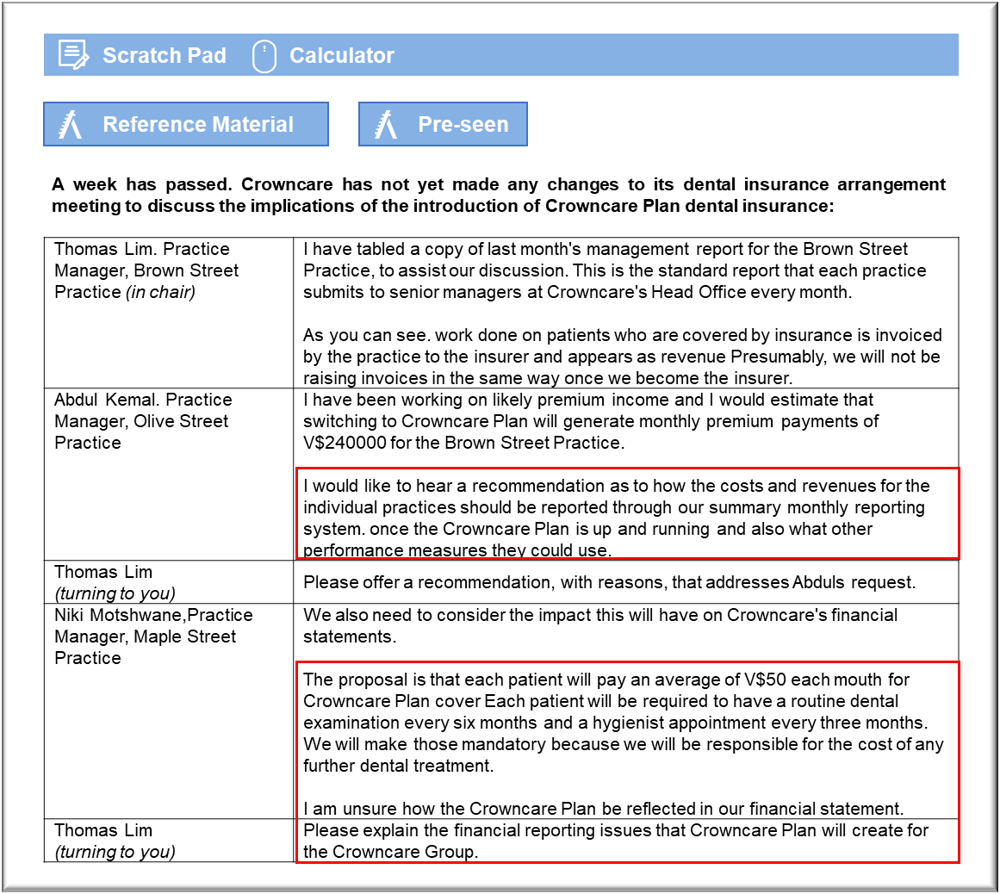 Scratch Pad Calculator
Reference Material Pre-seen
A week has passed. Crowncare has not yet made any changes to its dental insurance arrangement
meeting to discuss the implications of the introduction of Crowncare Plan dental insurance:
Thomas Lim. Practice
Manager, Brown Street
Practice (in chair)
I have tabled a copy of last month's management report for the Brown Street
Practice, to assist our discussion. This is the standard report that each practice
submits to senior managers at Crowncare's Head Office every month.
As you can see. work done on patients who are covered by insurance is invoiced
by the practice to the insurer and appears as revenue Presumably, we will not be
raising invoices in the same way once we become the insurer.
Abdul Kemal. Practice
Manager, Olive Street
Practice
I have been working on likely premium income and I would estimate that
switching to Crowncare Plan will generate monthly premium payments of
V$240000 for the Brown Street Practice.
I would like to hear a recommendation as to how the costs and revenues for the
individual practices should be reported through our summary monthly reporting
system. once the Crowncare Plan is up and running and also what other
performance measures they could use.
Thomas Lim
(turning to you)
Please offer a recommendation, with reasons, that addresses Abduls request.
Niki Motshwane,Practice
Manager, Maple Street
Practice
We also need to consider the impact this will have on Crowncare's financial
statements.
The proposal is that each patient will pay an average of V$50 each mouth for
Crowncare Plan cover Each patient will be required to have a routine dental
examination every six months and a hygienist appointment every three months.
We will make those mandatory because we will be responsible for the cost of any
further dental treatment.
I am unsure how the Crowncare Plan be reflected in our financial statement.
Thomas Lim
(turning to you)
Please explain the financial reporting issues that Crowncare Plan will create for
the Crowncare Group.